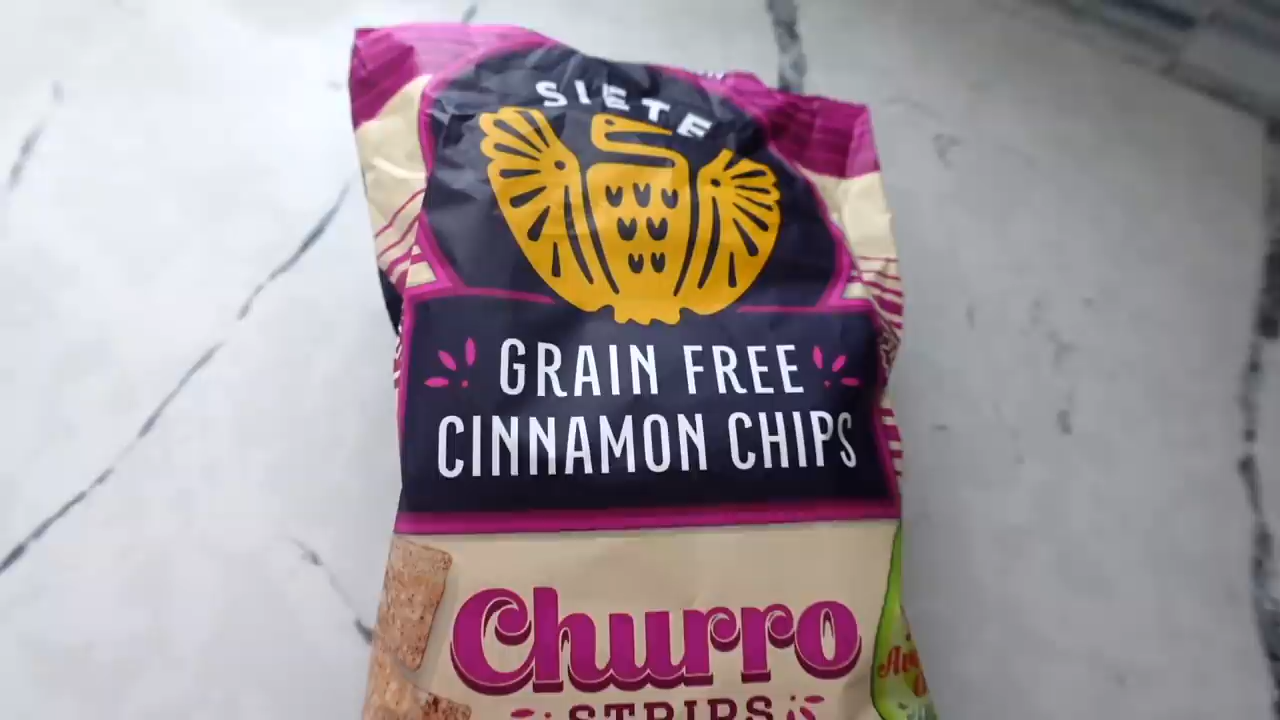 SIETE
GRAIN FREE
CINNAMON CHIPS
Churro
STRIPS